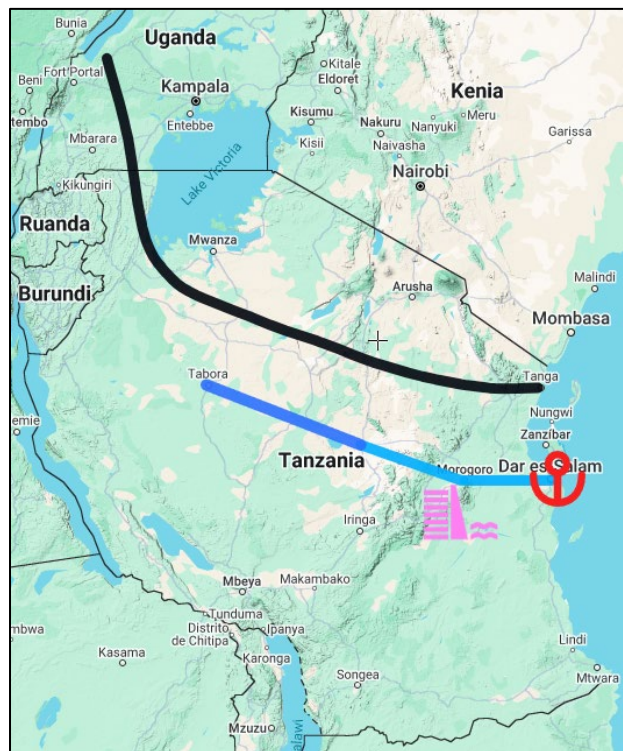 Bunia
Uganda
Kitale
Eldoret
Beni
Fort Portal
Kampala
Kenia
tembo
Entebbe
Kisumu
Nakuru
Meru
Nanyuki
Mbarara
Kisii
Naivasha
Garissa
Lake Victoria
Nairobi
Kikungiri
Ruanda
Mwanza
Burundi
Arusha
Malindi
Mombasa
Tabora
Tanga
Nungwi
emie
Zanzíbar
Tanzania
Morogoro
Dar es Salam
Iringa
Mbeya
Makambako
Tunduma
mbwa
Distrito
de Chitipa
Ipanya
Kasama
Karonga
Lindi
Songea
Mtwara
Mzuzu
alawi